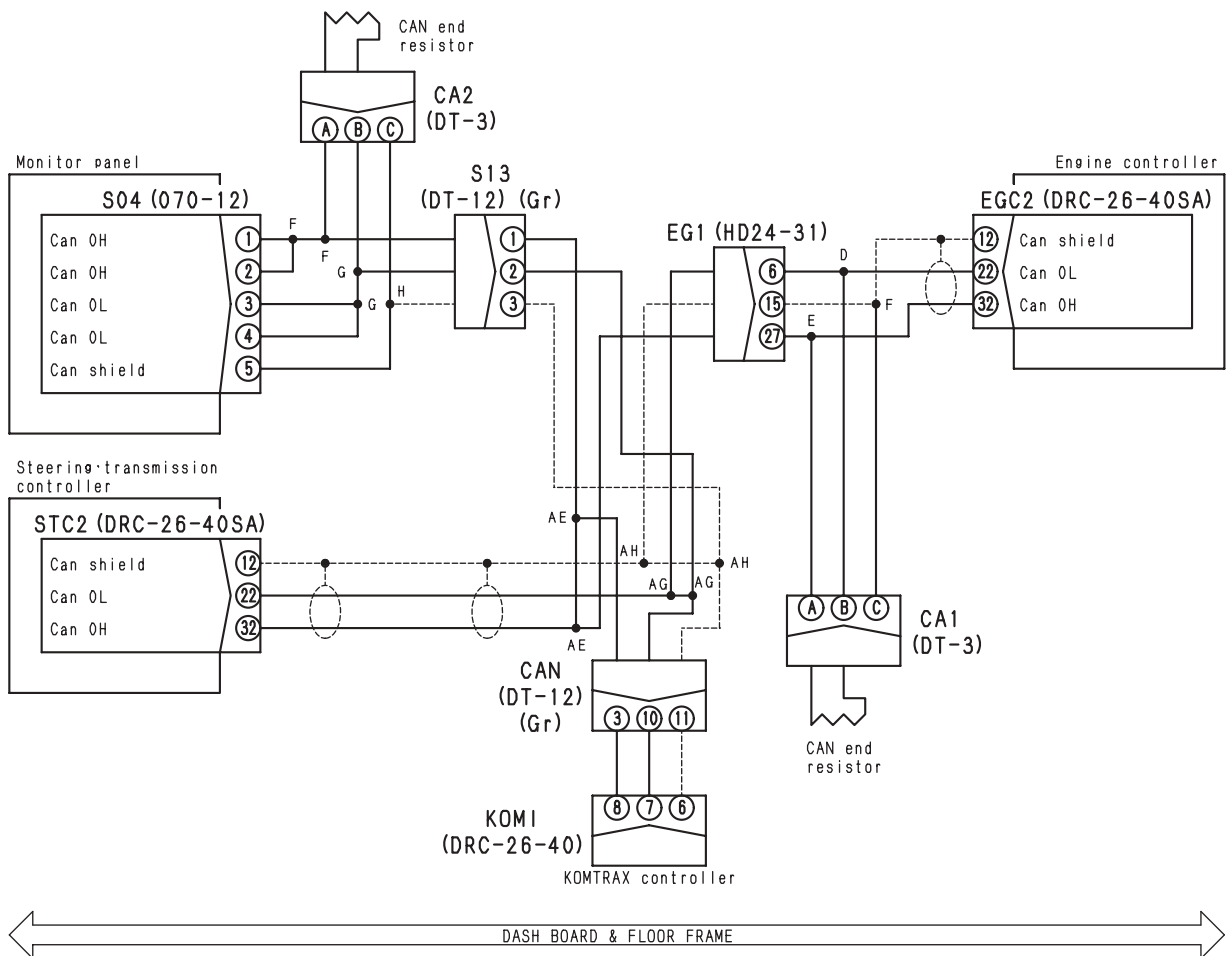 CAN end
resistor
CA2
(DT-3)
A B C
Monitor panel
S04 (070-12)
Can 0H
Can 0H
Can 0L
Can 0L
Can shield
1
2
3
4
5
F
F
G
G
H
S13
(DT-12) (Gr)
1
2
3
EG1 (HD24-31)
6
15
27
D
F
E
Engine controller
EGC2 (DRC-26-40SA)
12 Can shield
22 Can 0L
32 Can 0H
Steering·transmission
controller
STC2 (DRC-26-40SA)
Can shield 12
Can 0L 22
Can 0H 32
AE
AH
AH
AG
AG
AE
A B C
CA1
(DT-3)
CAN end
resistor
CAN
(DT-12)
(Gr)
3 10 11
8 7 6
KOMI
(DRC-26-40)
KOMTRAX controller
DASH BOARD & FLOOR FRAME